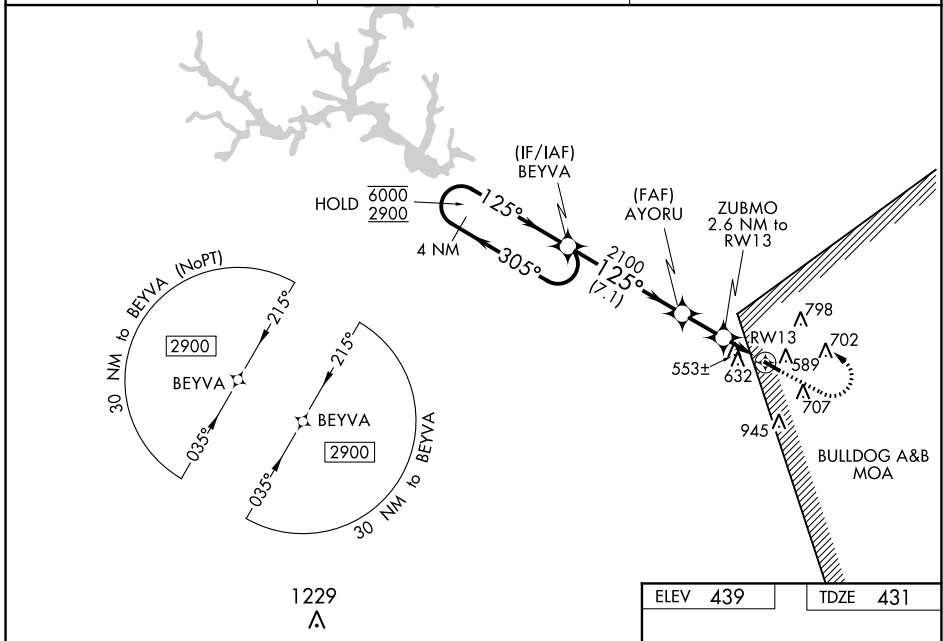 (IF/IAF)
BEYVA
(FAF)
AYORU
ZUBMO
2.6 NM to
RW13
HOLD
6000
2900
4 NM
125°
305°
2100
125°
(7.1)
RW13
798
702
589
553±
632
707
945
BULLDOG A&B
MOA
30 NM to BEYVA (NoPT)
215°
2900
BEYVA
035°
215°
BEYVA
2900
035°
30 NM to BEYVA
1229
ELEV 439
TDZE 431